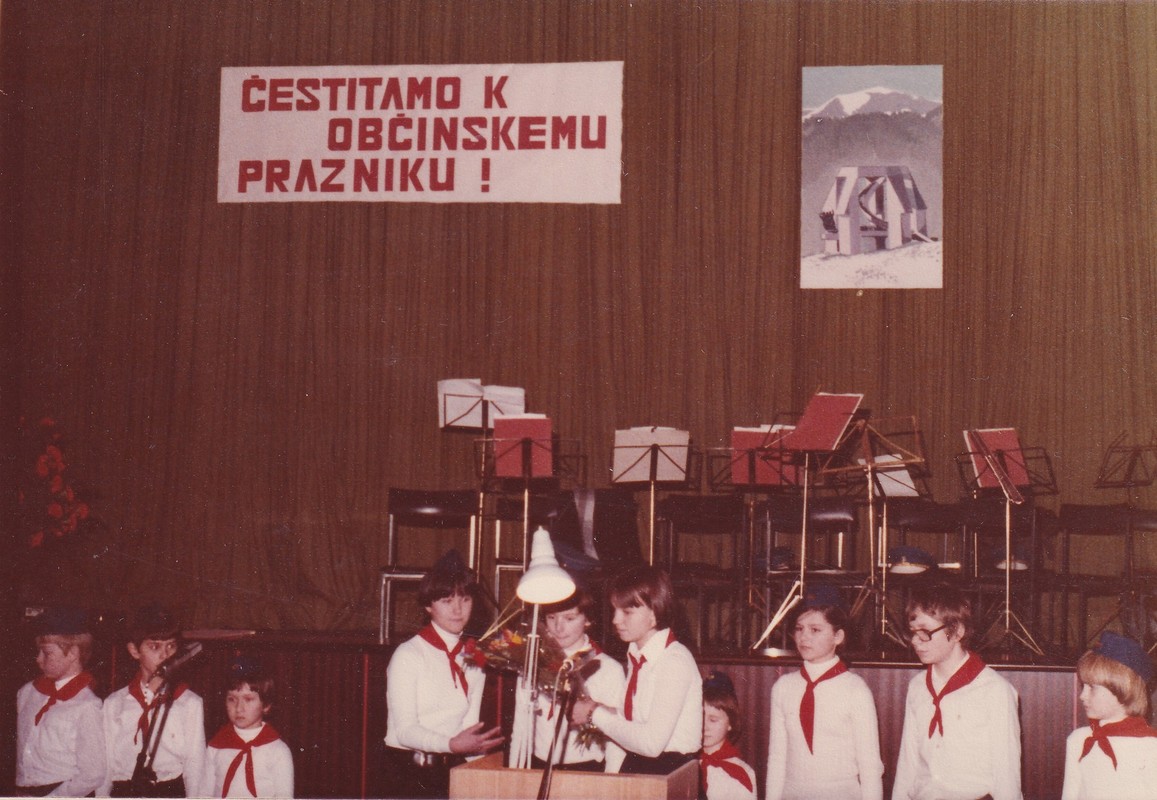 ČESTITAMO K
OBČINSKEMU
PRAZNIKU !